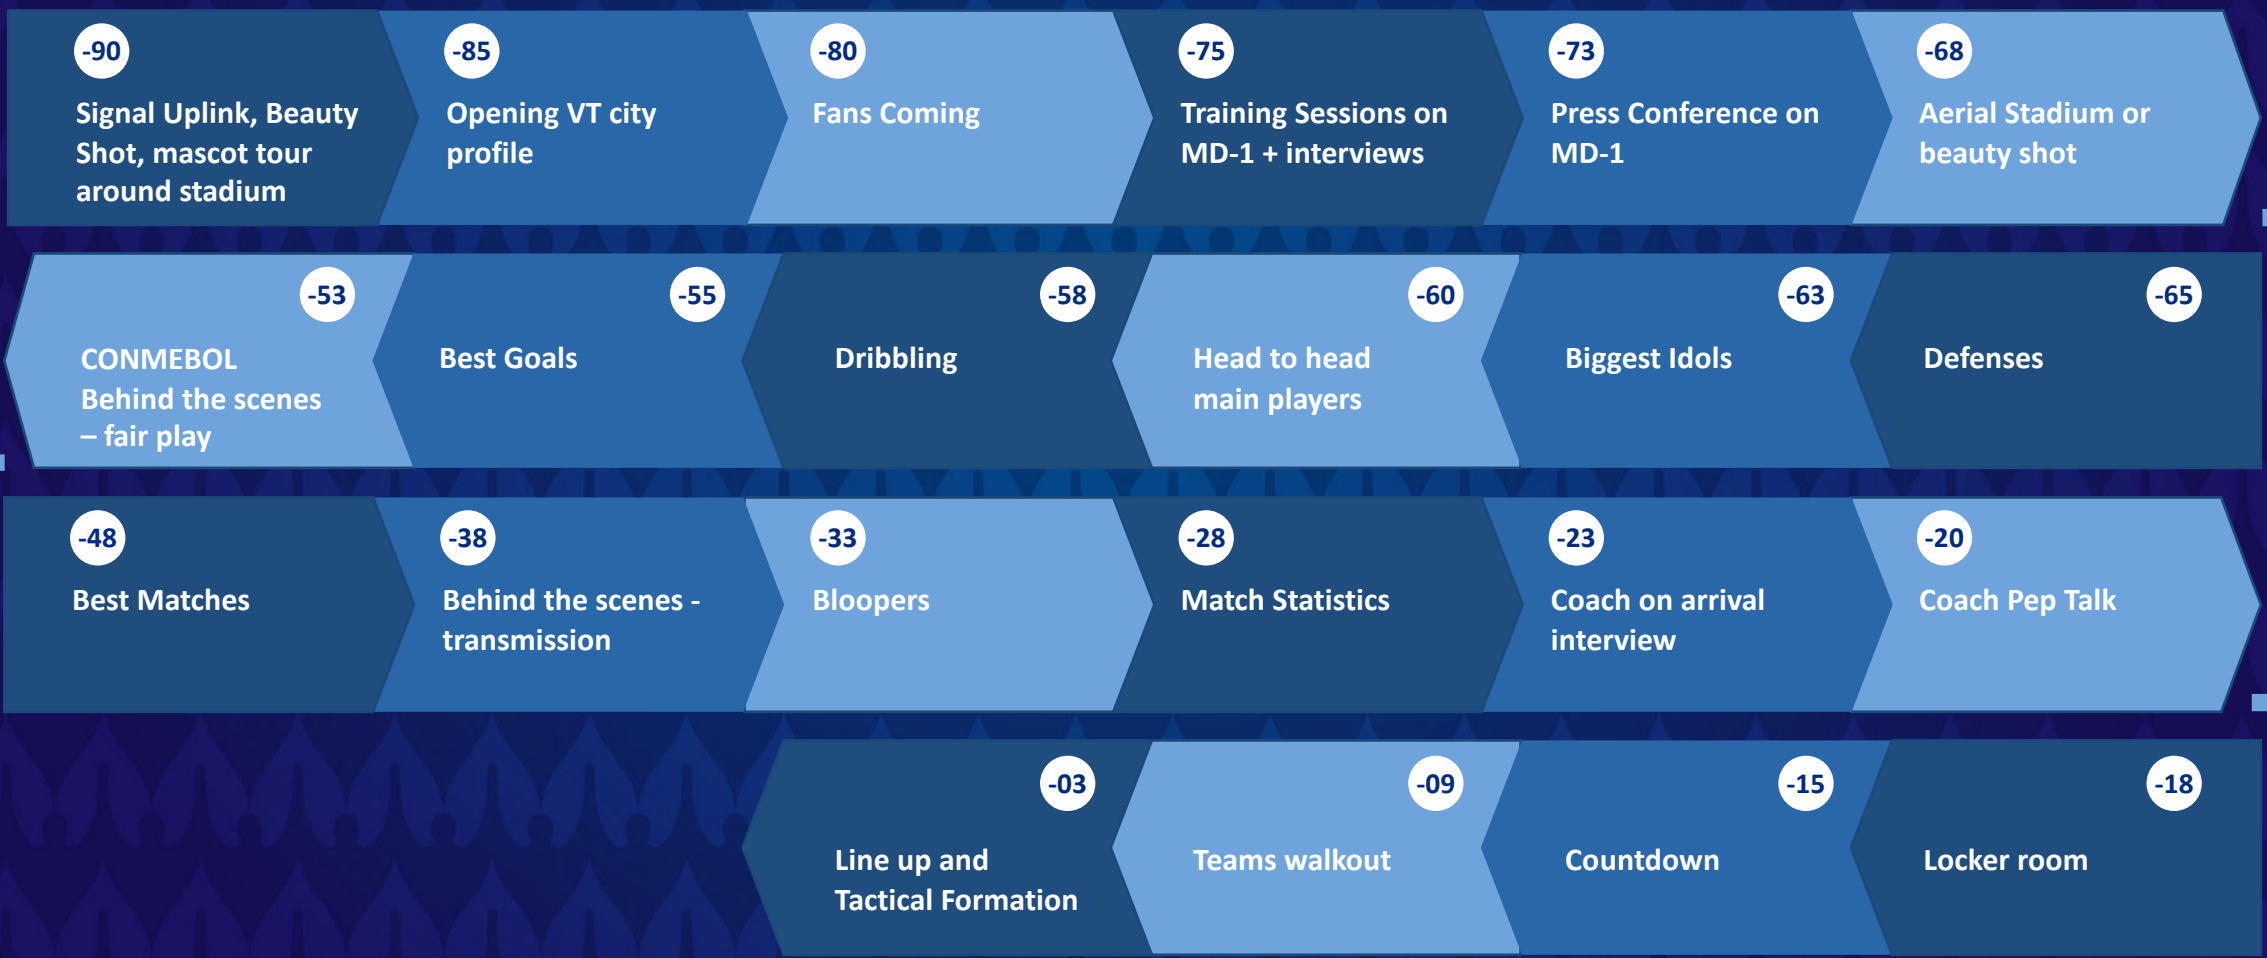 -90
Signal Uplink, Beauty
Shot, mascot tour
around stadium
-85
Opening VT city
profile
-80
Fans Coming
-75
Training Sessions on
MD-1 + interviews
-73
Press Conference on
MD-1
-68
Aerial Stadium or
beauty shot
-65
Defenses
-63
Biggest Idols
-60
Head to head
main players
-58
Dribbling
-55
Best Goals
-53
CONMEBOL
Behind the scenes
– fair play
-48
Best Matches
-38
Behind the scenes -
transmission
-33
Bloopers
-28
Match Statistics
-23
Coach on arrival
interview
-20
Coach Pep Talk
-18
Locker room
-15
Countdown
-09
Teams walkout
-03
Line up and
Tactical Formation